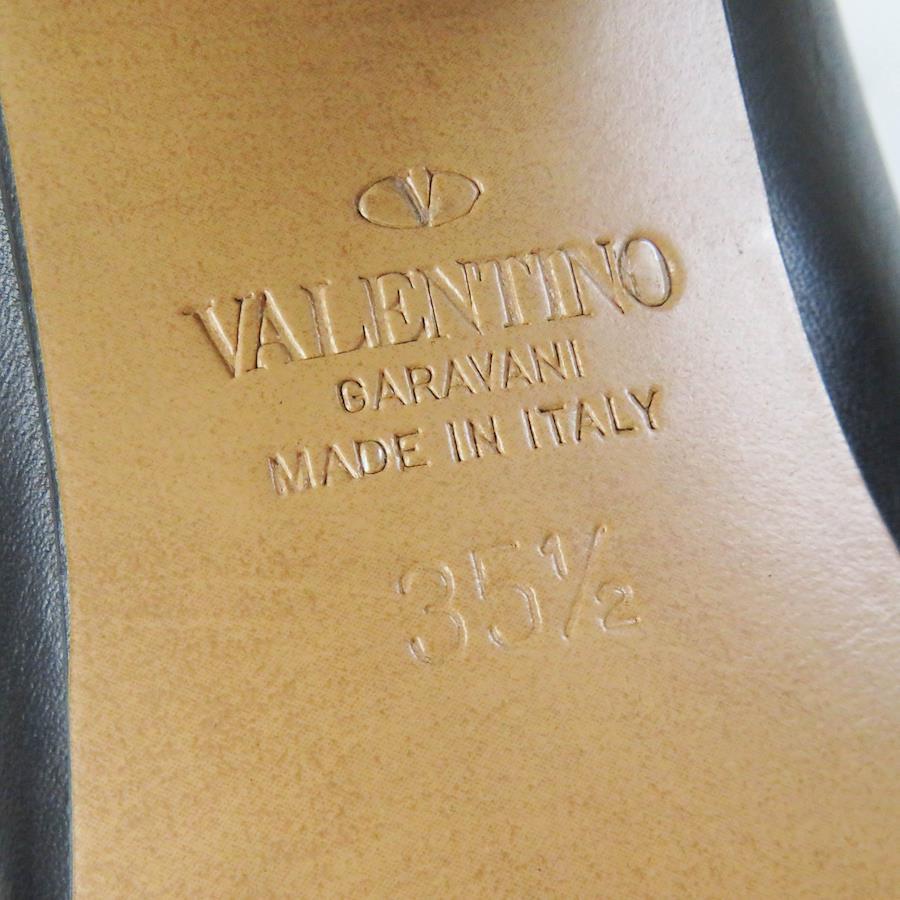 V
VALENTINO
GARAVANI
MADE IN ITALY
35½